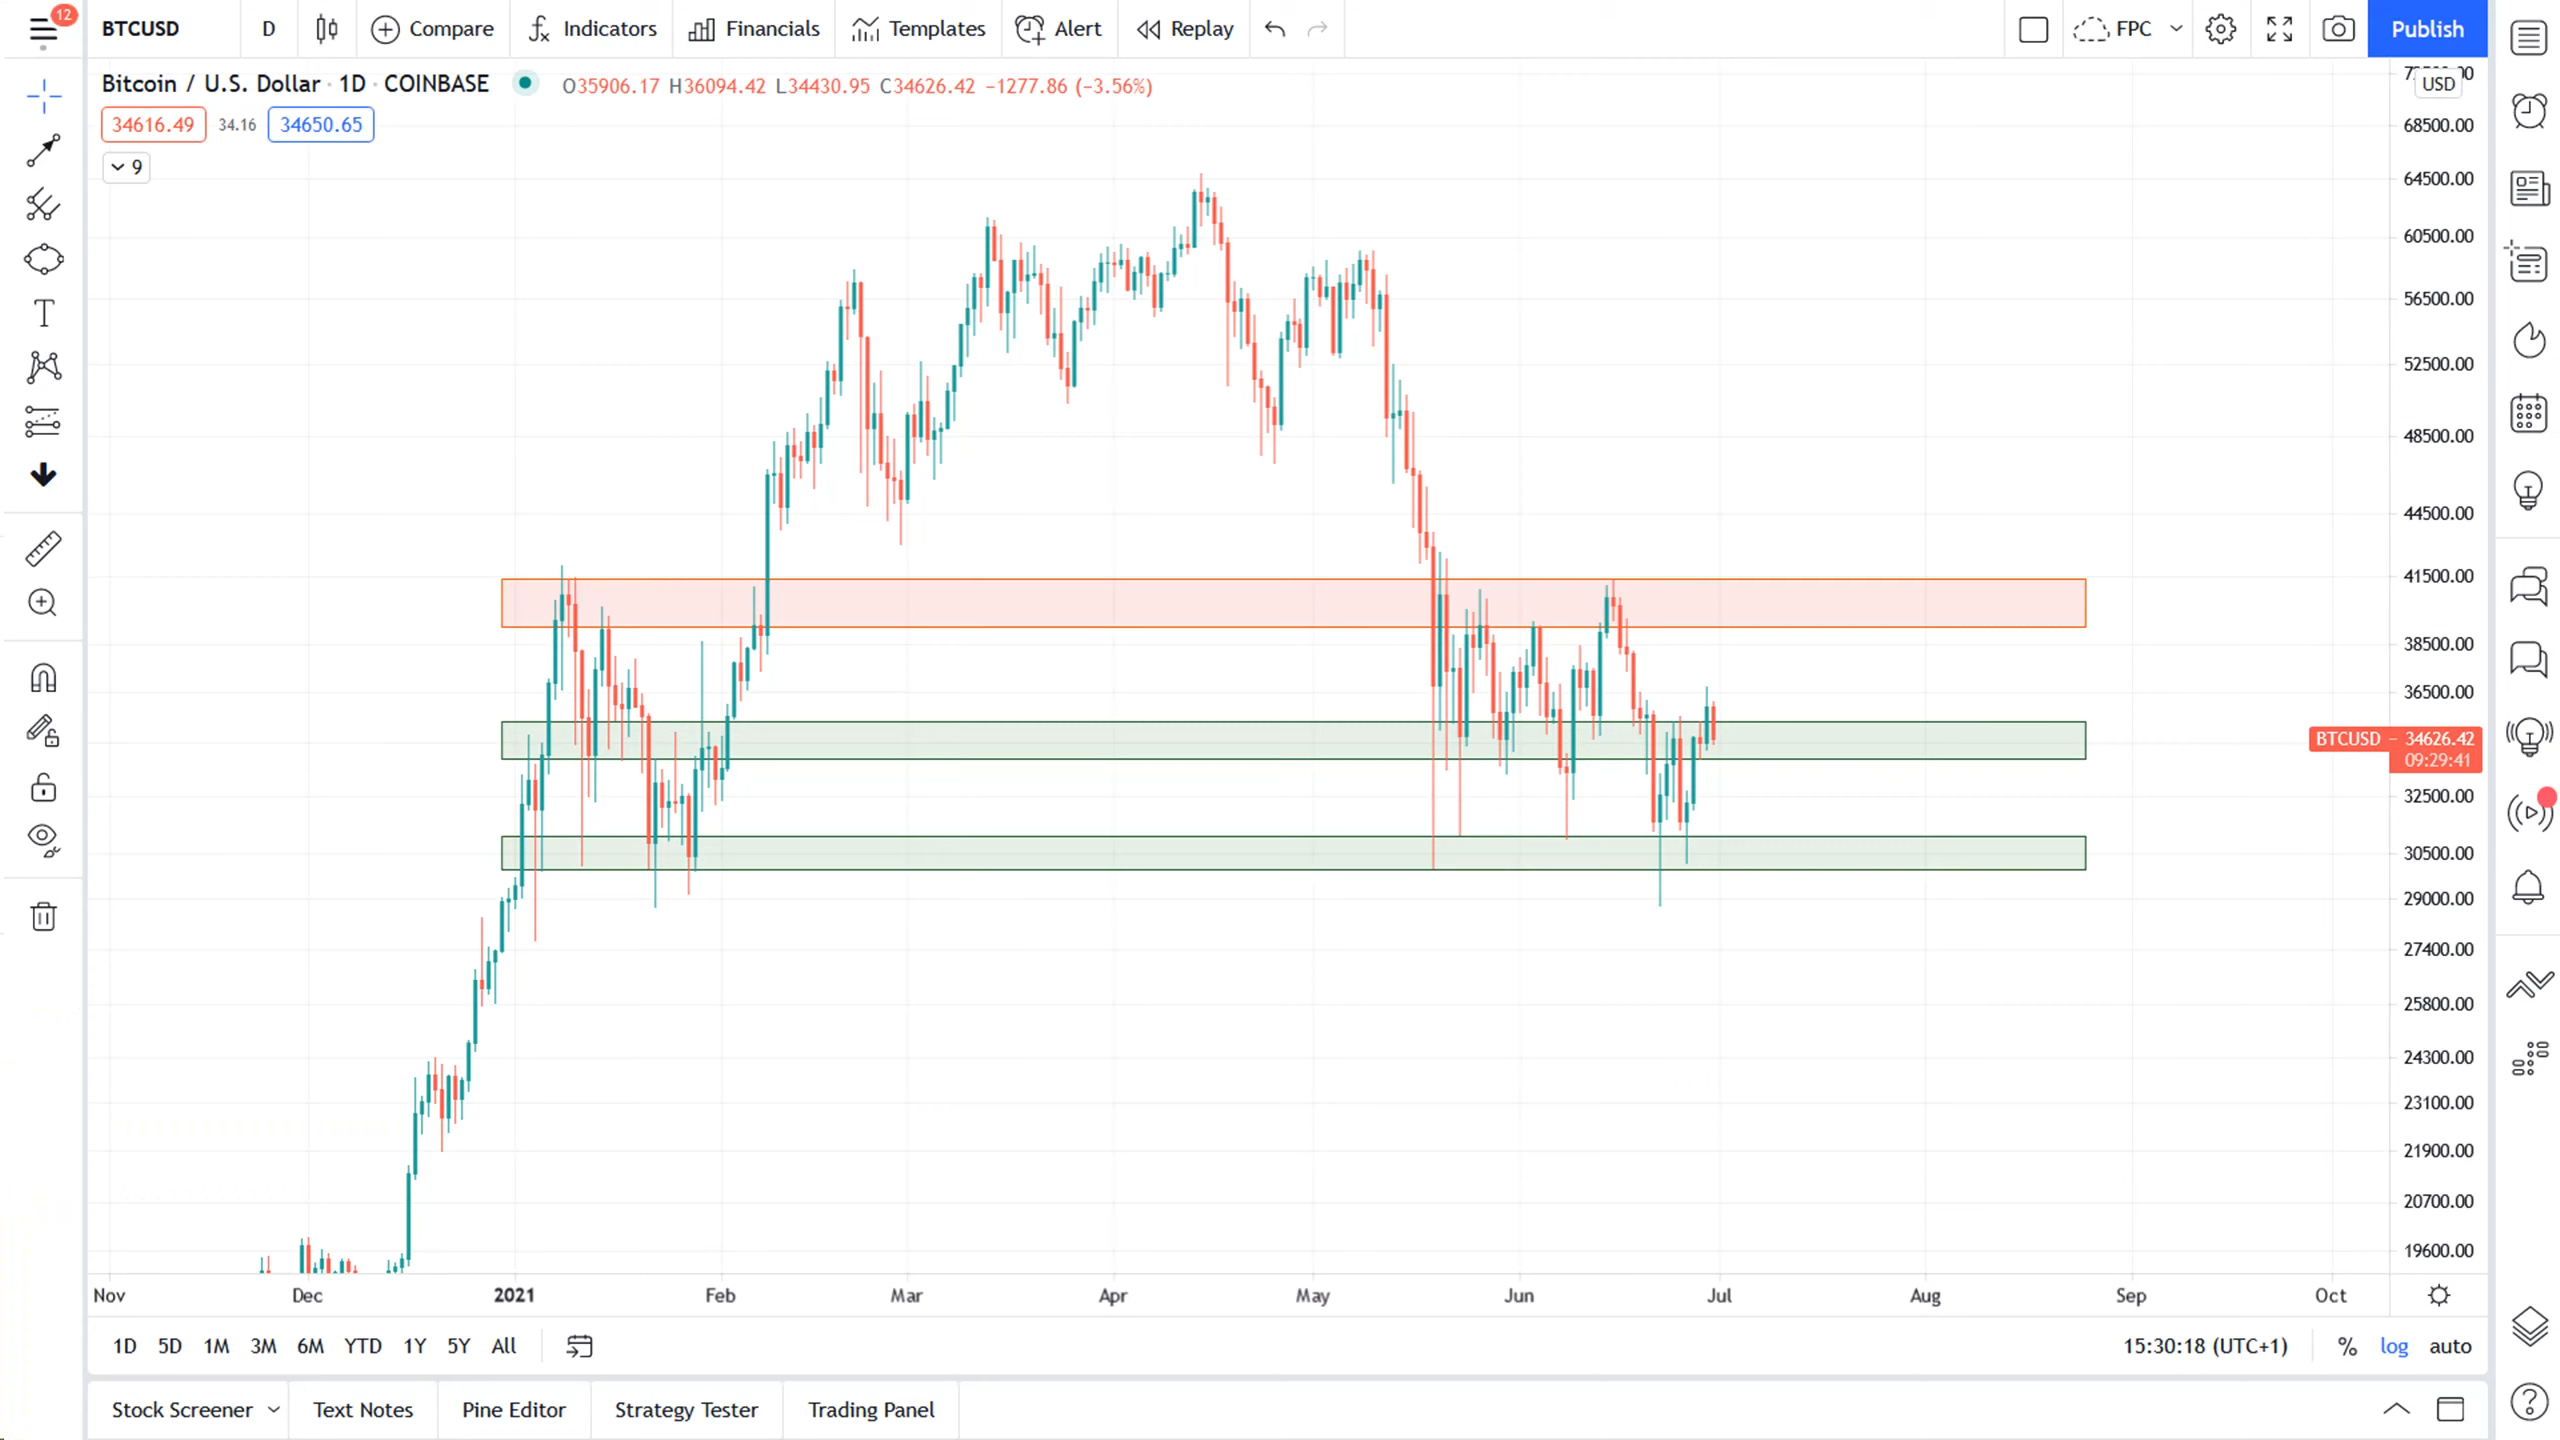 12
BTCUSD D Compare Indicators Financials Templates Alert Replay FPC Publish
Bitcoin / U.S. Dollar · 1D · COINBASE O35906.17 H36094.42 L34430.95 C34626.42 −1277.86 (−3.56%)
USD
34616.49 34.16 34650.65
9
68500.00
64500.00
60500.00
56500.00
52500.00
48500.00
44500.00
41500.00
38500.00
36500.00
BTCUSD – 34626.42
09:29:41
32500.00
30500.00
29000.00
27400.00
25800.00
24300.00
23100.00
21900.00
20700.00
19600.00
Nov Dec 2021 Feb Mar Apr May Jun Jul Aug Sep Oct
1D 5D 1M 3M 6M YTD 1Y 5Y All 15:30:18 (UTC+1) % log auto
Stock Screener Text Notes Pine Editor Strategy Tester Trading Panel